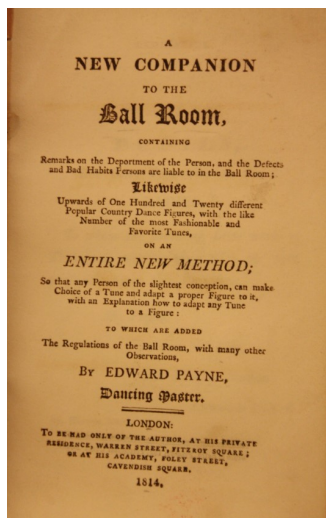 A
NEW COMPANION
TO THE
Ball Room,
CONTAINING
Remarks on the Deportment of the Person, and the Defects
and Bad Habits Persons are liable to in the Ball Room;
Likewise
Upwards of One Hundred and Twenty different
Popular Country Dance Figures, with the like
Number of the most Fashionable and
Favorite Tunes,
ON AN
ENTIRE NEW METHOD;
So that any Person of the slightest conception, can make
Choice of a Tune and adapt a proper Figure to it,
with an Explanation how to adapt any Tune
to a Figure:
TO WHICH ARE ADDED
The Regulations of the Ball Room, with many other
Observations,
BY EDWARD PAYNE,
Dancing Master.
LONDON:
TO BE HAD ONLY OF THE AUTHOR, AT HIS PRIVATE
RESIDENCE, WARREN STREET, FITZROY SQUARE;
OR AT HIS ACADEMY, FOLEY STREET,
CAVENDISH SQUARE.
1814.